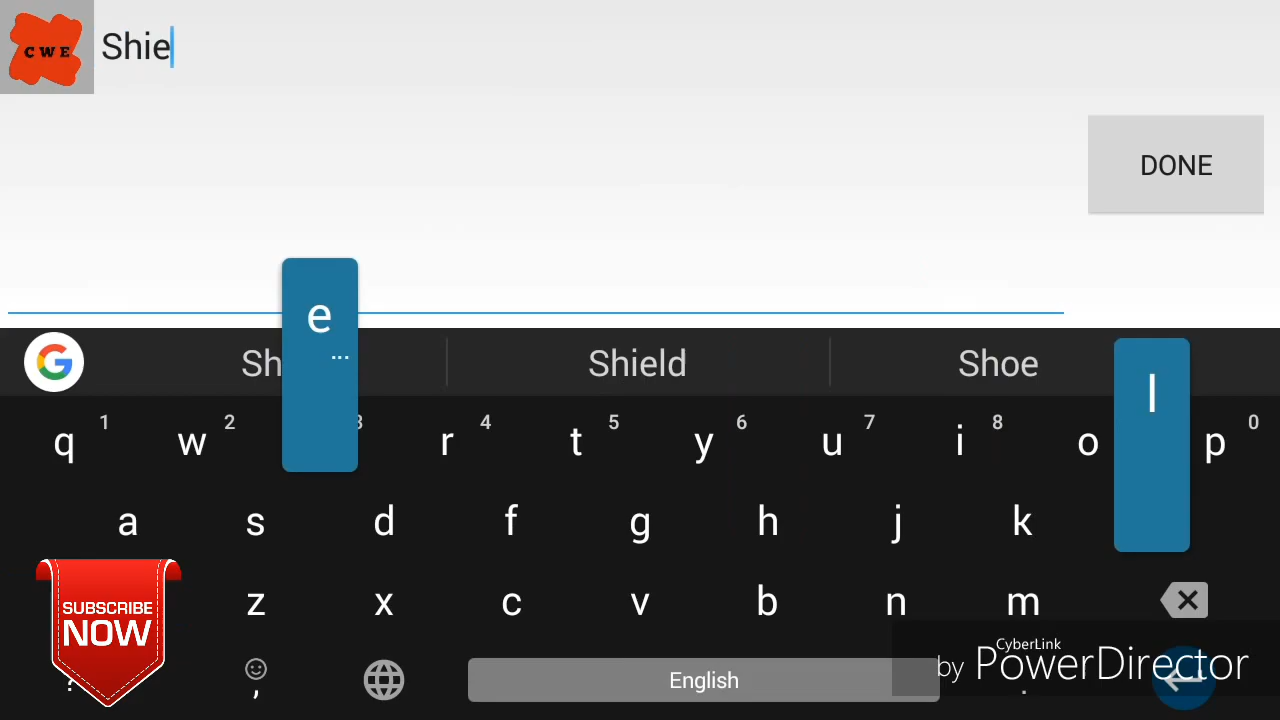 CWE
Shie
DONE
e
...
Sh
Shield
Shoe
l
1 2 3 4 5 6 7 8 0
q w r t y u i o p
a s d f g h j k
z x c v b n m
SUBSCRIBE
NOW
? , English .
CyberLink
by PowerDirector